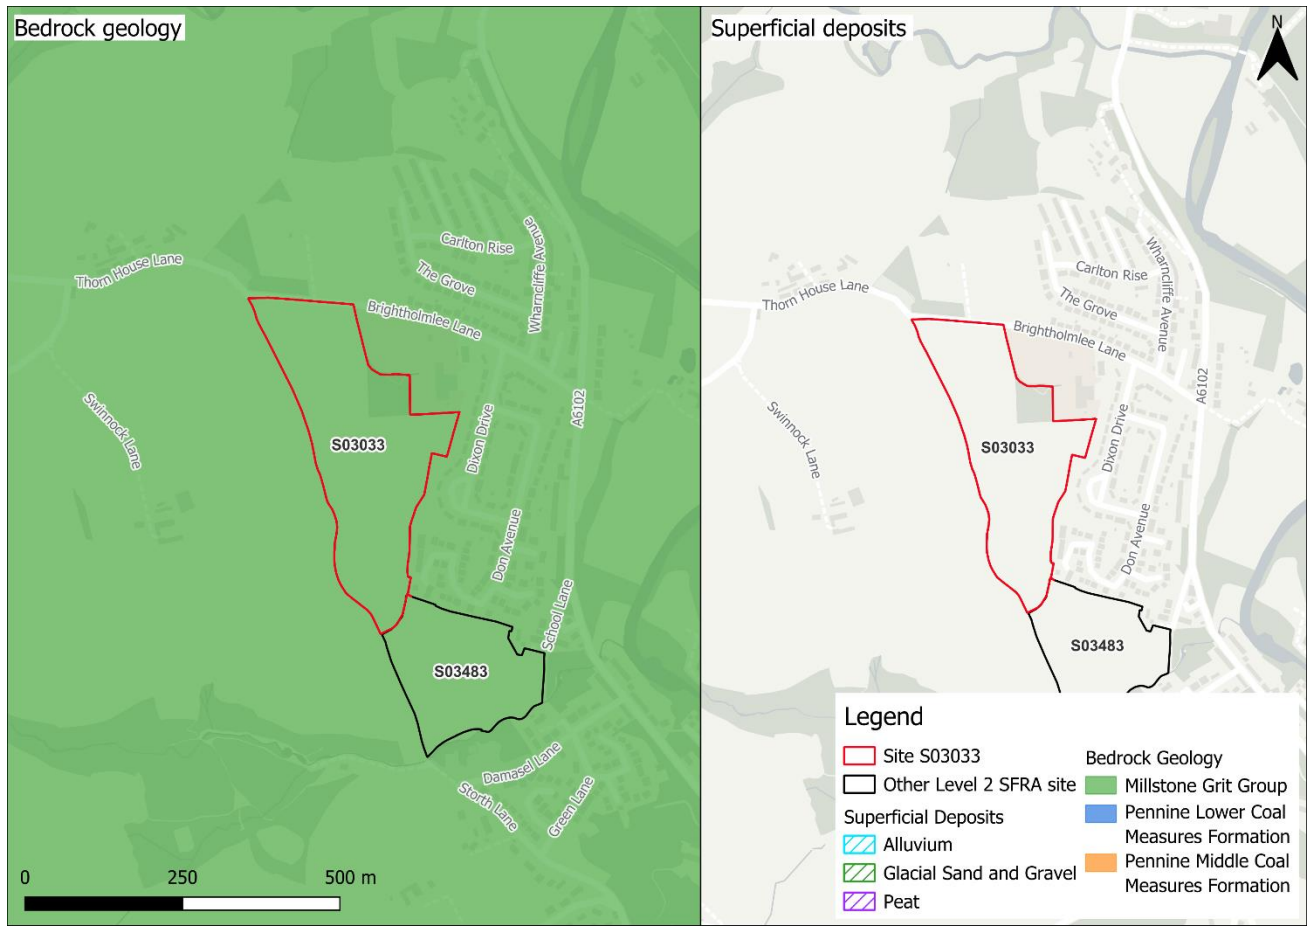 Bedrock geology
Carlton Rise
Wharncliffe Avenue
Thorn House Lane
The Grove
Brightholmlee Lane
A6102
Swinnock Lane
Dixon Drive
S03033
Don Avenue
School Lane
S03483
Damasel Lane
Storth Lane
Green Lane
0 250 500 m
Superficial deposits
N
Wharncliffe Avenue
Carlton Rise
Thorn House Lane
The Grove
Brightholmlee Lane
A6102
Swinnock Lane
Dixon Drive
S03033
Don Avenue
S03483
Legend
Site S03033
Other Level 2 SFRA site
Superficial Deposits
Alluvium
Glacial Sand and Gravel
Peat
Bedrock Geology
Millstone Grit Group
Pennine Lower Coal
Measures Formation
Pennine Middle Coal
Measures Formation